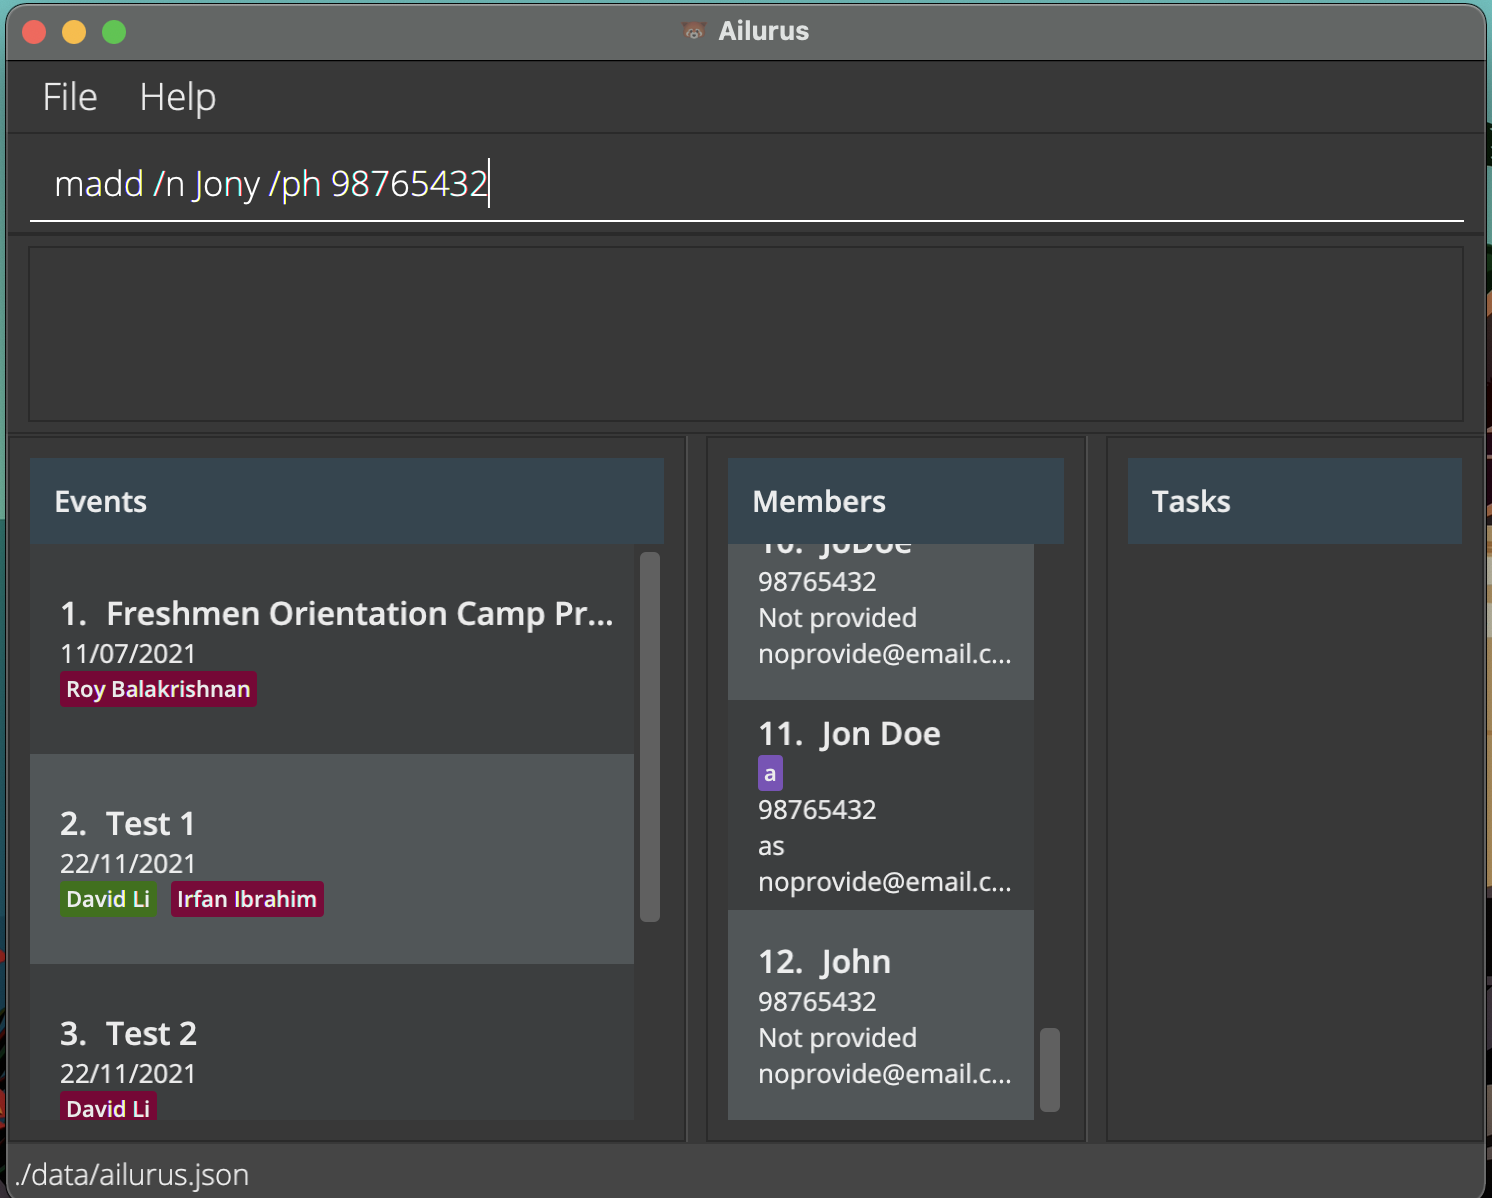 Ailurus
File Help
madd /n Jony /ph 98765432
Events
1. Freshmen Orientation Camp Pr...
11/07/2021
Roy Balakrishnan
2. Test 1
22/11/2021
David Li Irfan Ibrahim
3. Test 2
22/11/2021
David Li
Members
10. JoDoe
98765432
Not provided
noprovide@email.c...
11. Jon Doe
a
98765432
as
noprovide@email.c...
12. John
98765432
Not provided
noprovide@email.c...
Tasks
./data/ailurus.json